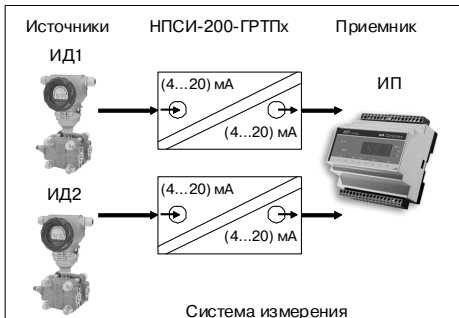 Источники НПСИ-200-ГРТПх Приемник
ИД1
ИП
(4...20) мА
(4...20) мА
ИД2
(4...20) мА
(4...20) мА
Система измерения